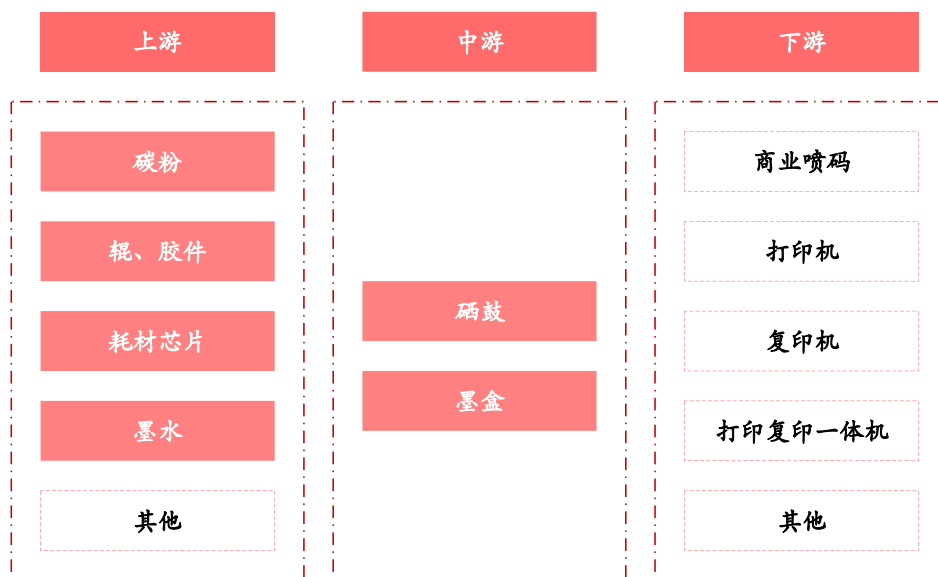 上游
中游
下游
碳粉
辊、胶件
耗材芯片
墨水
其他
硒鼓
墨盒
商业喷码
打印机
复印机
打印复印一体机
其他